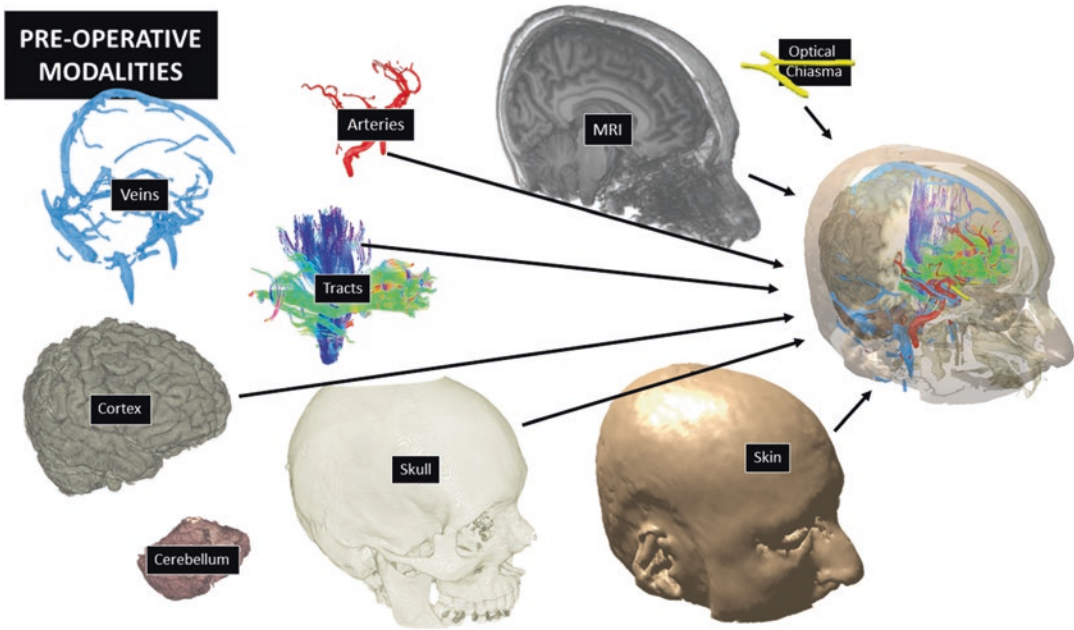 PRE-OPERATIVE
MODALITIES
Veins
Arteries
MRI
Optical
Chiasma
Tracts
Cortex
Skull
Skin
Cerebellum